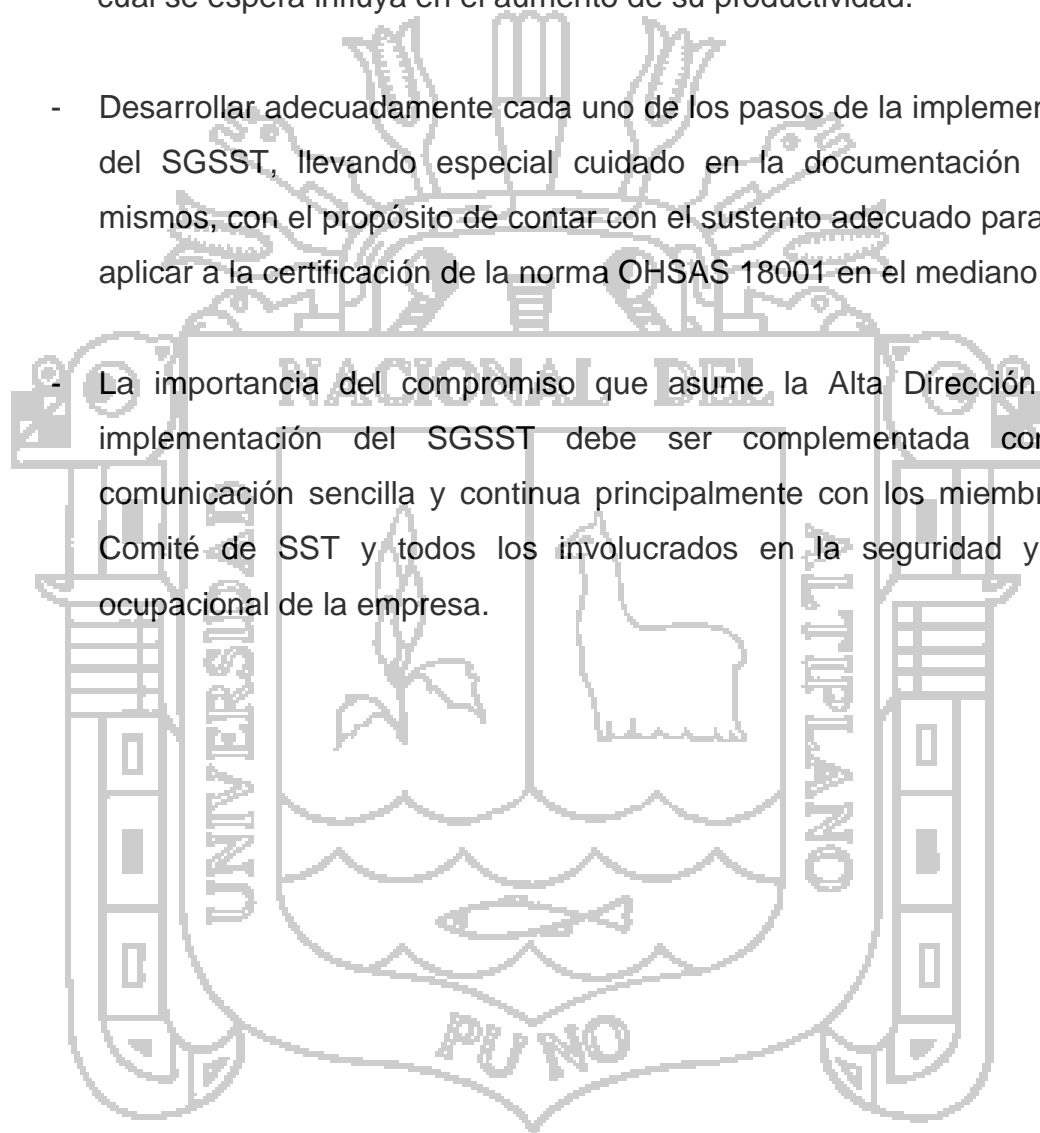 cual se espera influya en el aumento de su productividad.
- Desarrollar adecuadamente cada uno de los pasos de la implemen
del SGSST, llevando especial cuidado en la documentación
mismos, con el propósito de contar con el sustento adecuado para
aplicar a la certificación de la norma OHSAS 18001 en el mediano
- La importancia del compromiso que asume la Alta Dirección
implementación del SGSST debe ser complementada con
comunicación sencilla y continua principalmente con los miembr
Comité de SST y todos los involucrados en la seguridad y
ocupacional de la empresa.
UNIVERSIDAD
NACIONAL DEL
ALTIPLANO
PUNO